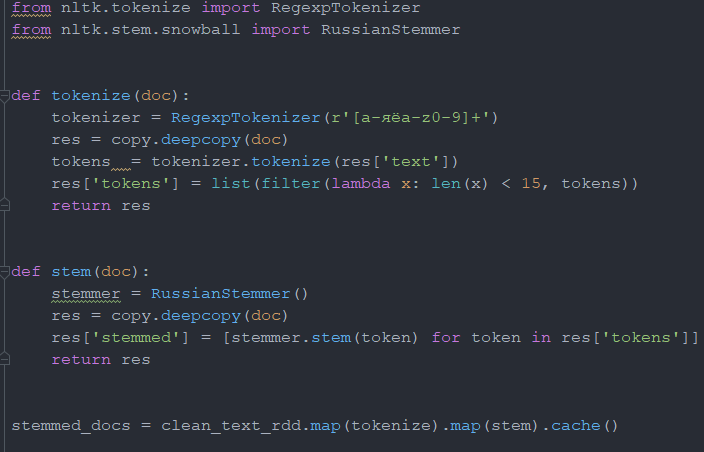 from nltk.tokenize import RegexpTokenizer
from nltk.stem.snowball import RussianStemmer
def tokenize(doc):
    tokenizer = RegexpTokenizer(r'[а-яёa-z0-9]+')
    res = copy.deepcopy(doc)
    tokens  = tokenizer.tokenize(res['text'])
    res['tokens'] = list(filter(lambda x: len(x) < 15, tokens))
    return res
def stem(doc):
    stemmer = RussianStemmer()
    res = copy.deepcopy(doc)
    res['stemmed'] = [stemmer.stem(token) for token in res['tokens']]
    return res
stemmed_docs = clean_text_rdd.map(tokenize).map(stem).cache()